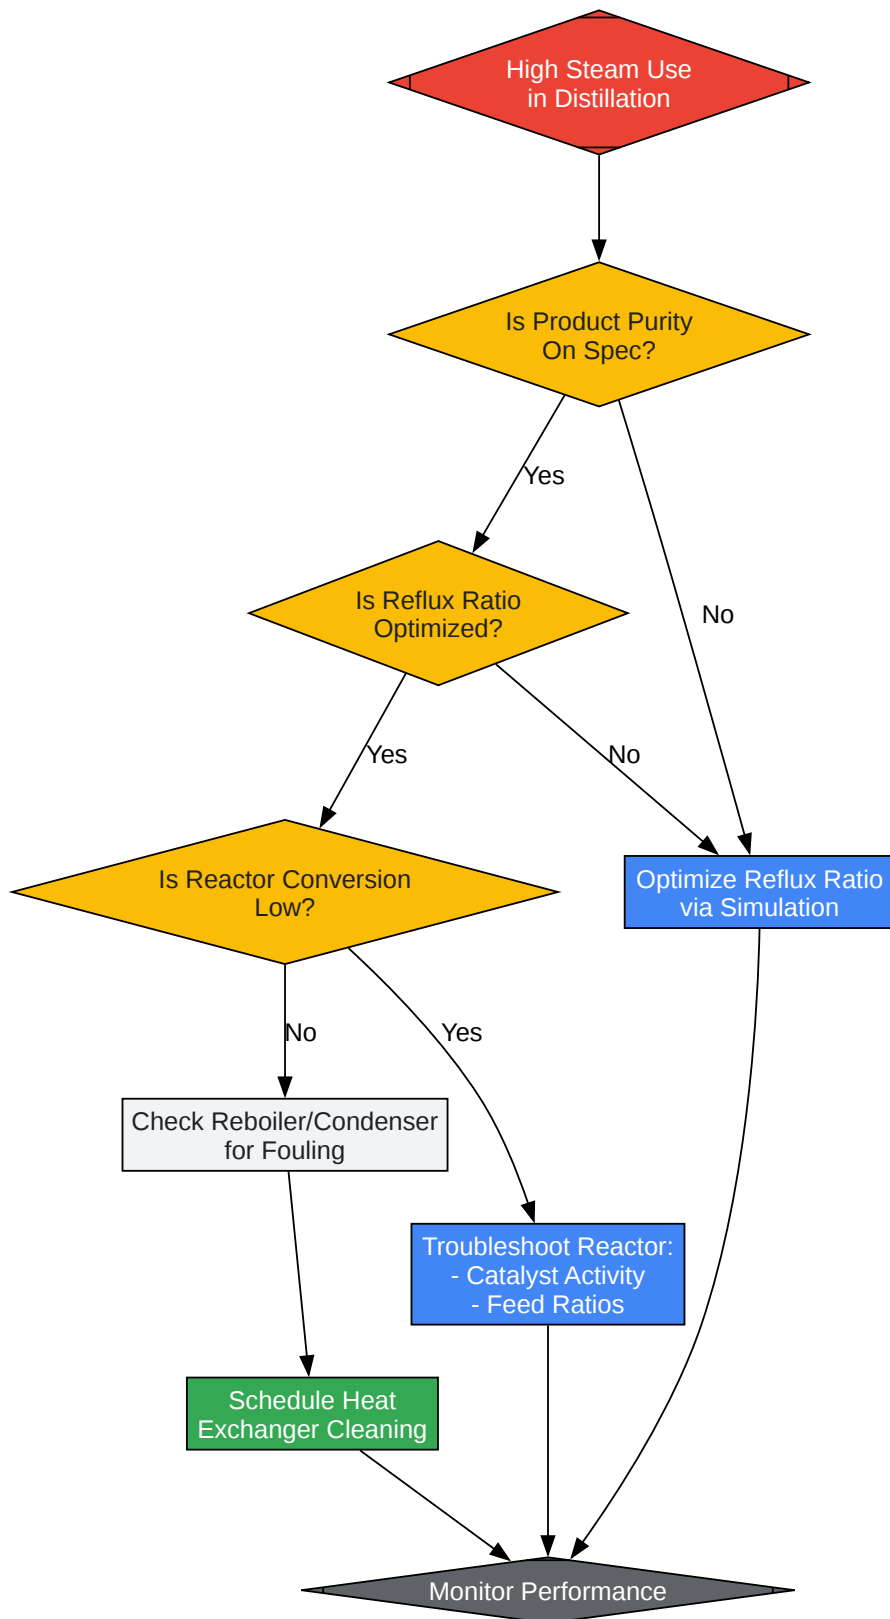 High Steam Use
in Distillation
Is Product Purity
On Spec?
Yes
No
Is Reflux Ratio
Optimized?
Yes
No
Is Reactor Conversion
Low?
Optimize Reflux Ratio
via Simulation
No
Yes
Check Reboiler/Condenser
for Fouling
Troubleshoot Reactor:
- Catalyst Activity
- Feed Ratios
Schedule Heat
Exchanger Cleaning
Monitor Performance